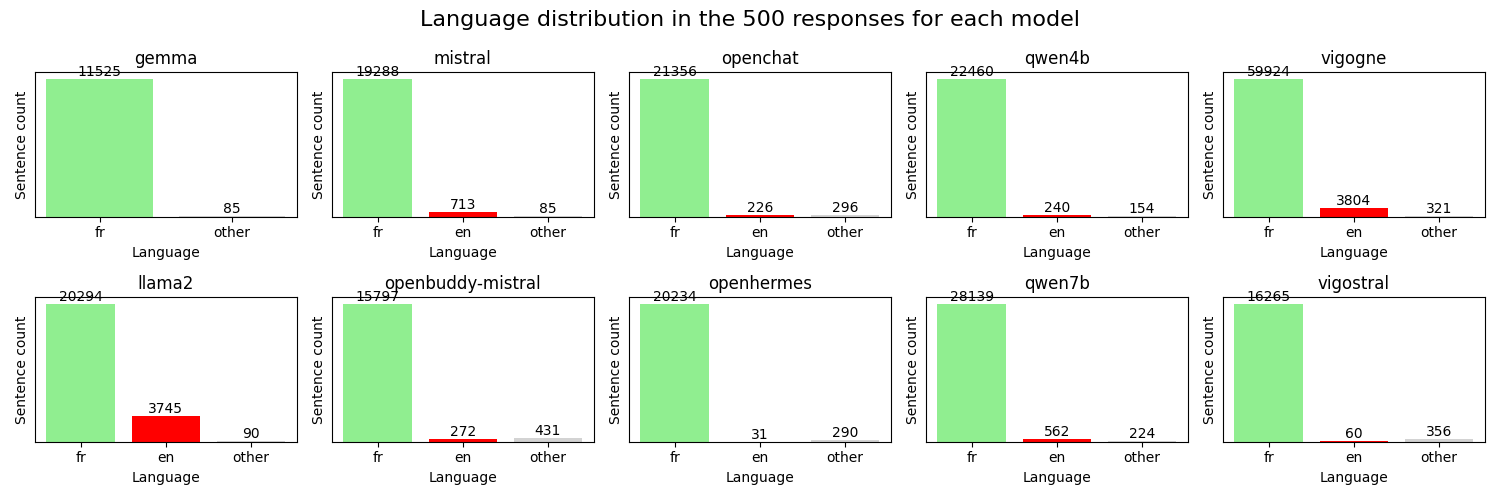 Language distribution in the 500 responses for each model
gemma
11525
85
Sentence count
fr
other
Language
mistral
19288
713
85
Sentence count
fr
en
other
Language
openchat
21356
226
296
Sentence count
fr
en
other
Language
qwen4b
22460
240
154
Sentence count
fr
en
other
Language
vigogne
59924
3804
321
Sentence count
fr
en
other
Language
llama2
20294
3745
90
Sentence count
fr
en
other
Language
openbuddy-mistral
15797
272
431
Sentence count
fr
en
other
Language
openhermes
20234
31
290
Sentence count
fr
en
other
Language
qwen7b
28139
562
224
Sentence count
fr
en
other
Language
vigostral
16265
60
356
Sentence count
fr
en
other
Language